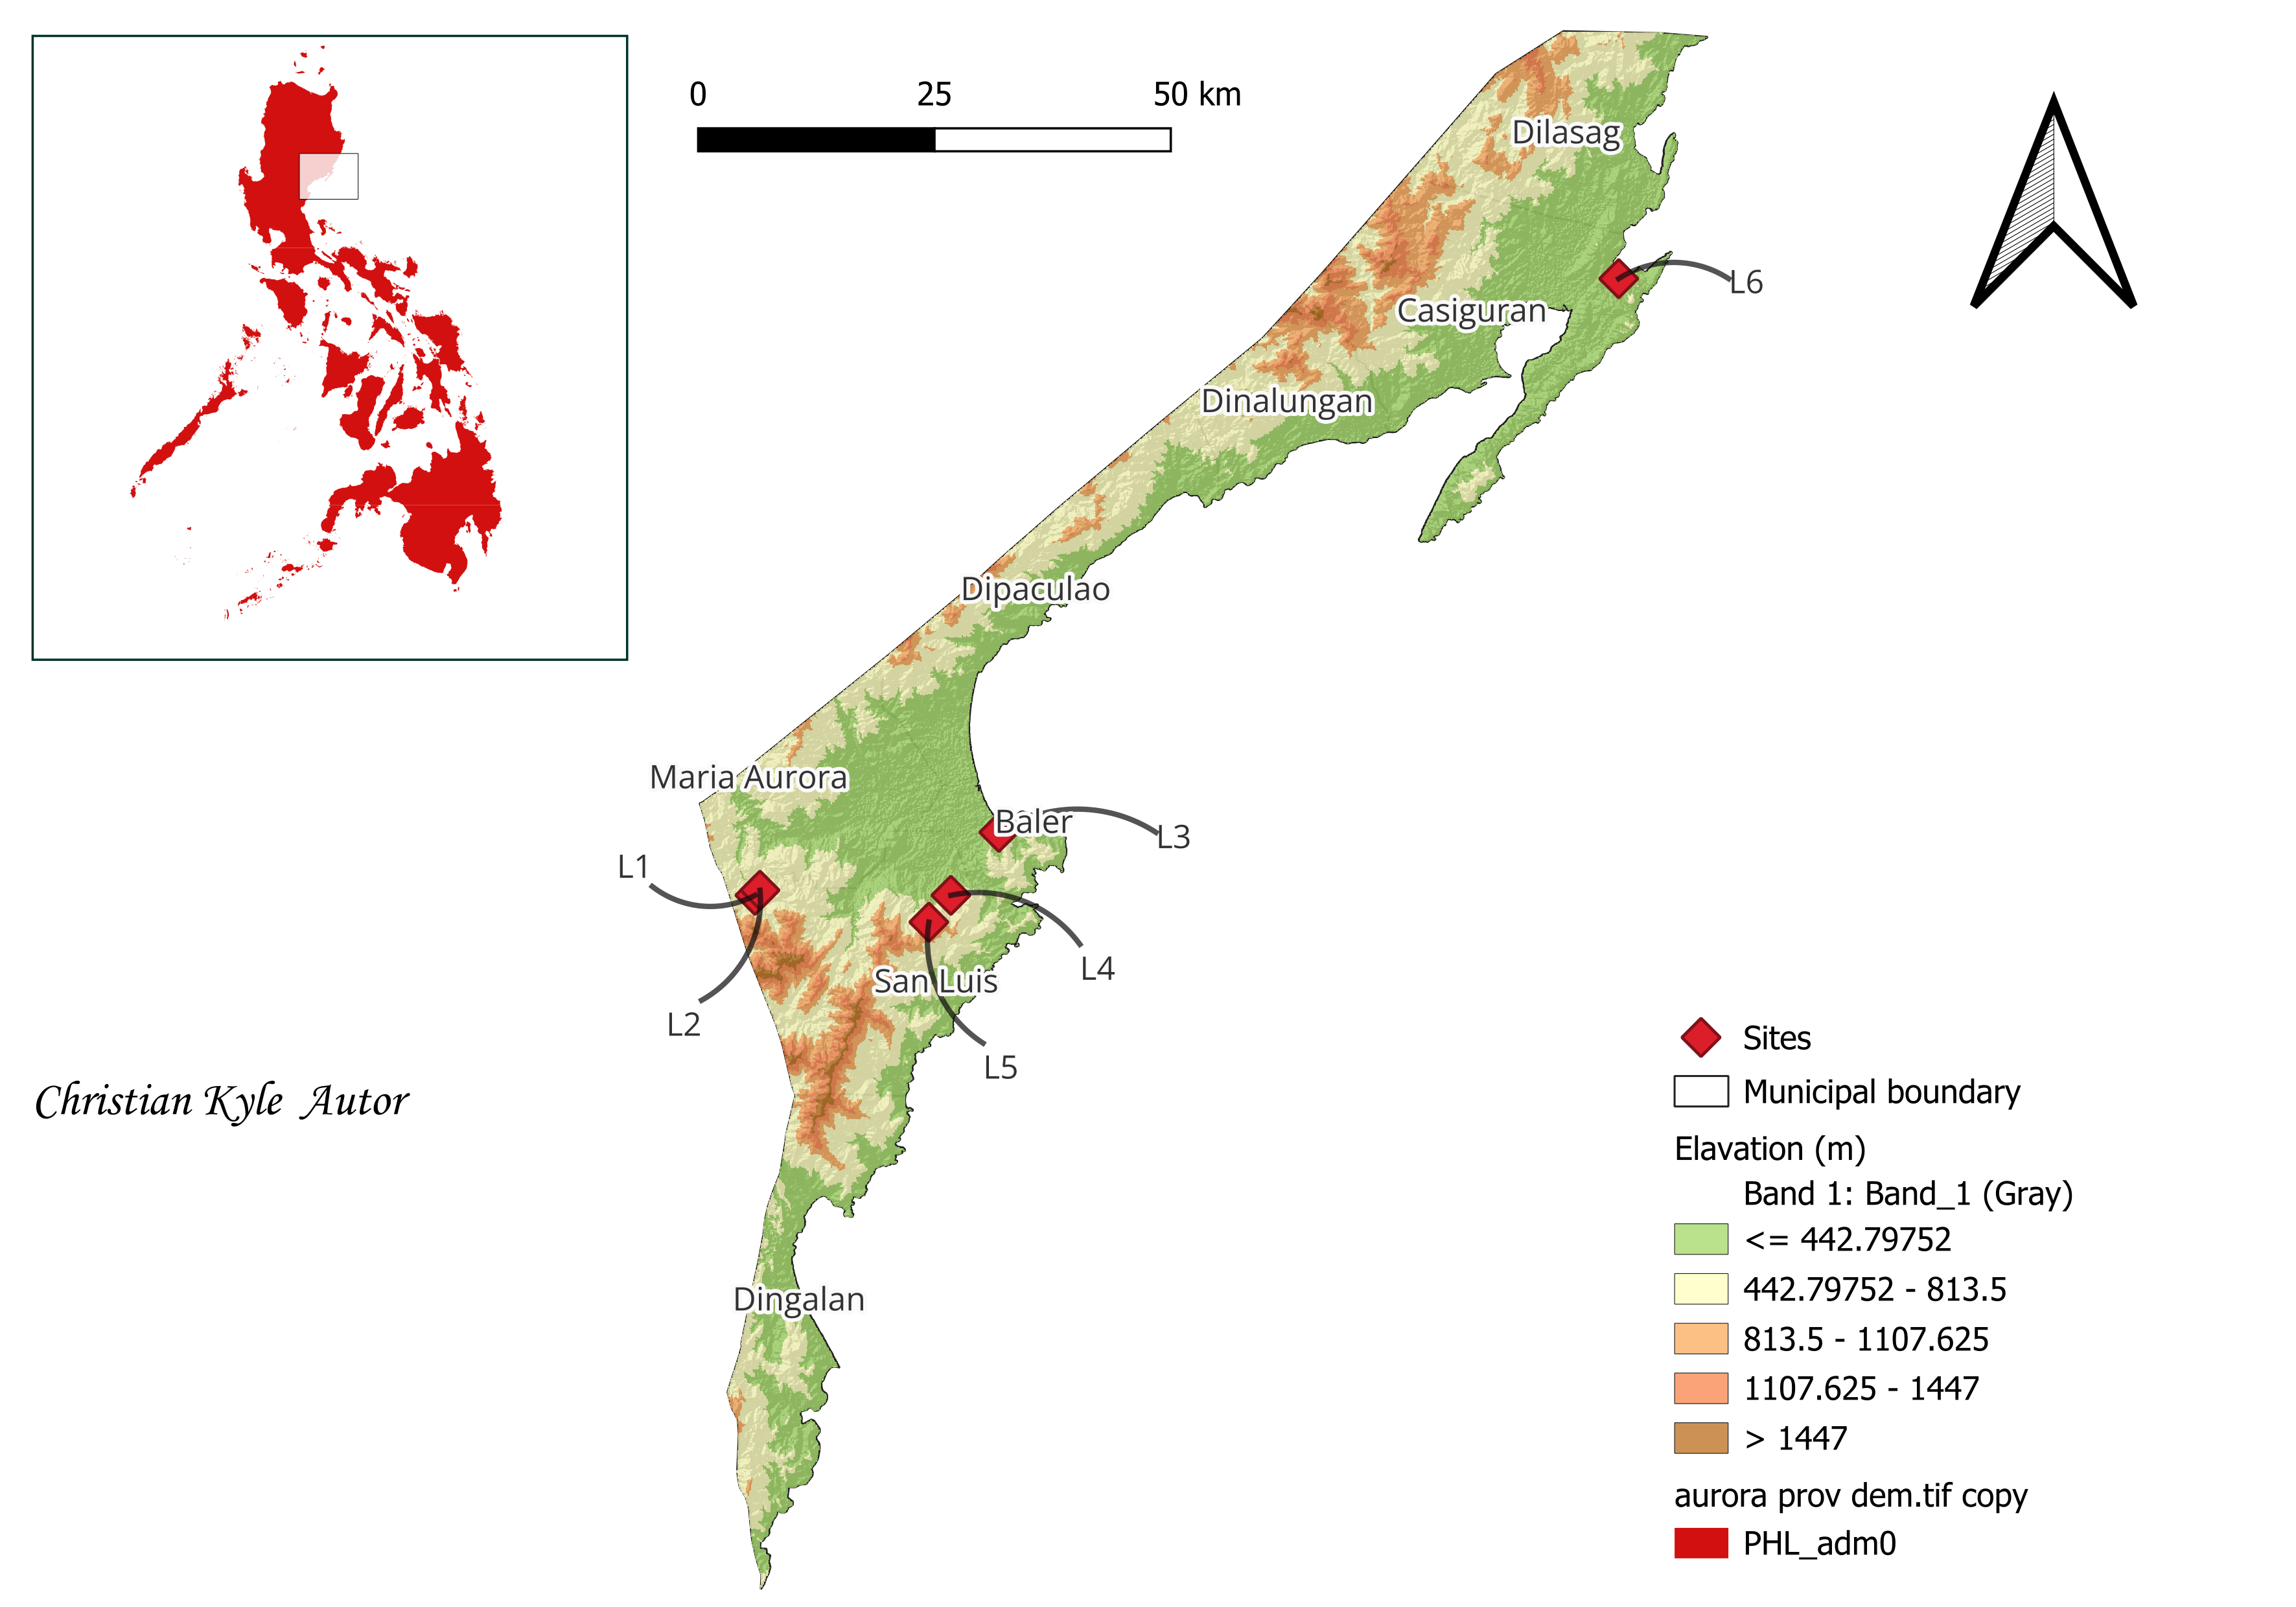 0 25 50 km
Dilasag
L6
Casiguran
Dinalungan
Dipaculao
Maria Aurora
Baler
L3
L1
L4
San Luis
L2
L5
Christian Kyle Autor
Dingalan
Sites
Municipal boundary
Elavation (m)
Band 1: Band_1 (Gray)
<= 442.79752
442.79752 - 813.5
813.5 - 1107.625
1107.625 - 1447
> 1447
aurora prov dem.tif copy
PHL_adm0